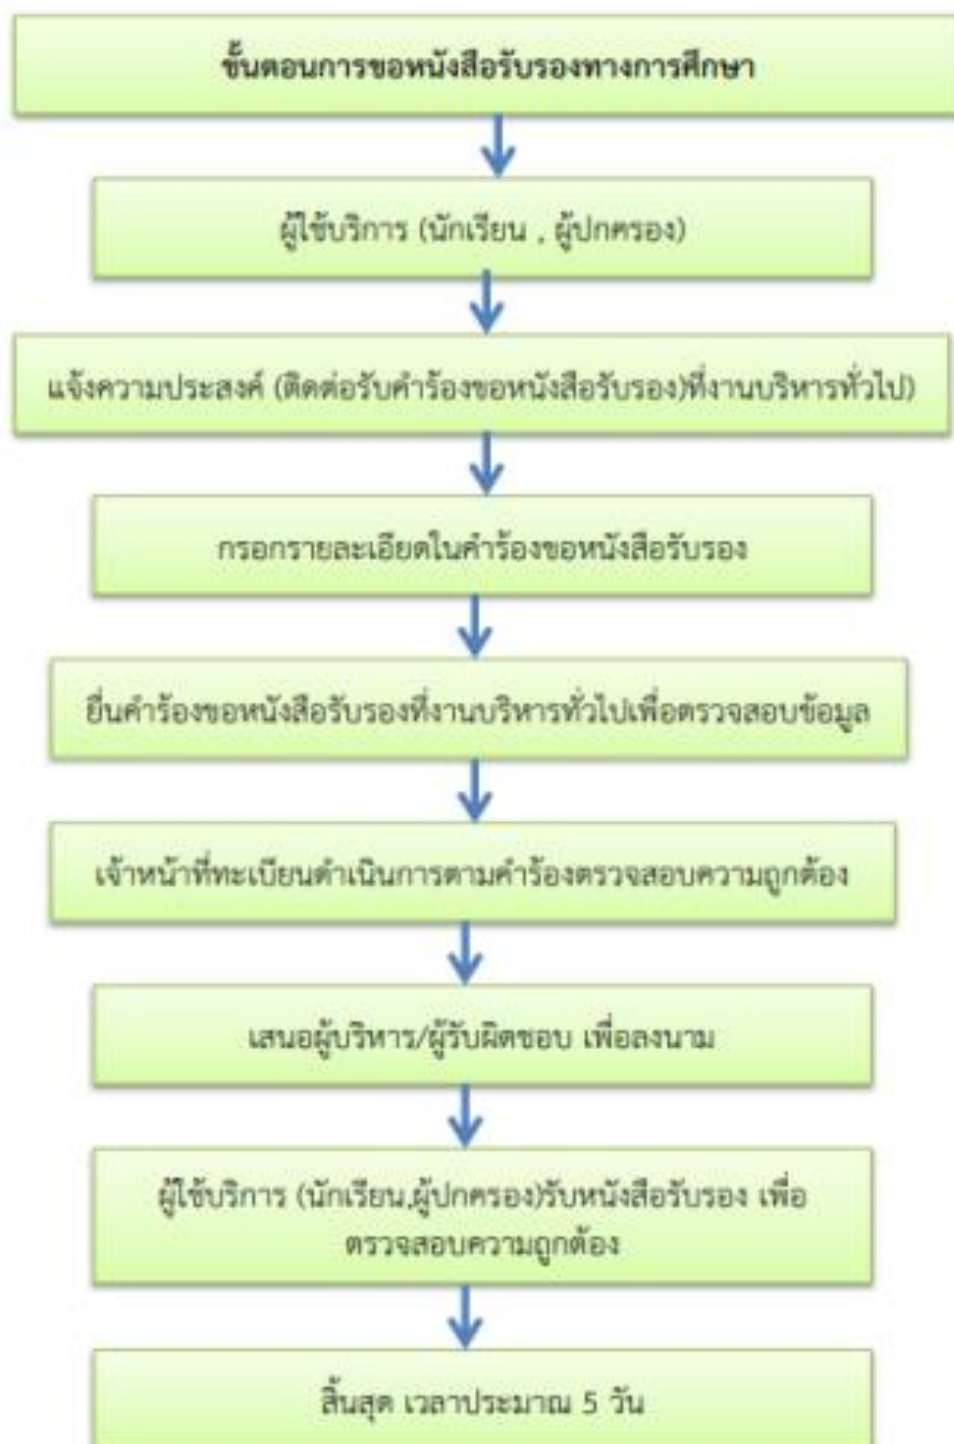 ขั้นตอนการขอหนังสือรับรองทางการศึกษา
ผู้ใช้บริการ (นักเรียน , ผู้ปกครอง)
แจ้งความประสงค์ (ติดต่อรับคำร้องขอหนังสือรับรอง)ที่งานบริหารทั่วไป)
กรอกรายละเอียดในคำร้องขอหนังสือรับรอง
ยื่นคำร้องขอหนังสือรับรองที่งานบริหารทั่วไปเพื่อตรวจสอบข้อมูล
เจ้าหน้าที่ทะเบียนดำเนินการตามคำร้องตรวจสอบความถูกต้อง
เสนอผู้บริหาร/ผู้รับผิดชอบ เพื่อลงนาม
ผู้ใช้บริการ (นักเรียน,ผู้ปกครอง)รับหนังสือรับรอง เพื่อ
ตรวจสอบความถูกต้อง
สิ้นสุด เวลาประมาณ 5 วัน